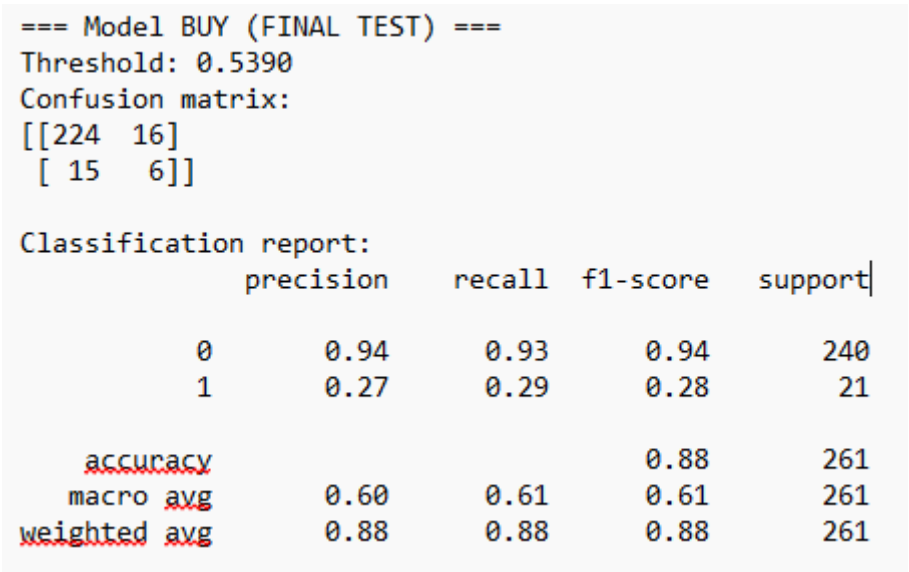 === Model BUY (FINAL TEST) ===
Threshold: 0.5390
Confusion matrix:
[[224  16]
 [ 15   6]]
Classification report:
precision recall f1-score support
0 0.94 0.93 0.94 240
1 0.27 0.29 0.28 21
accuracy 0.88 261
macro avg 0.60 0.61 0.61 261
weighted avg 0.88 0.88 0.88 261